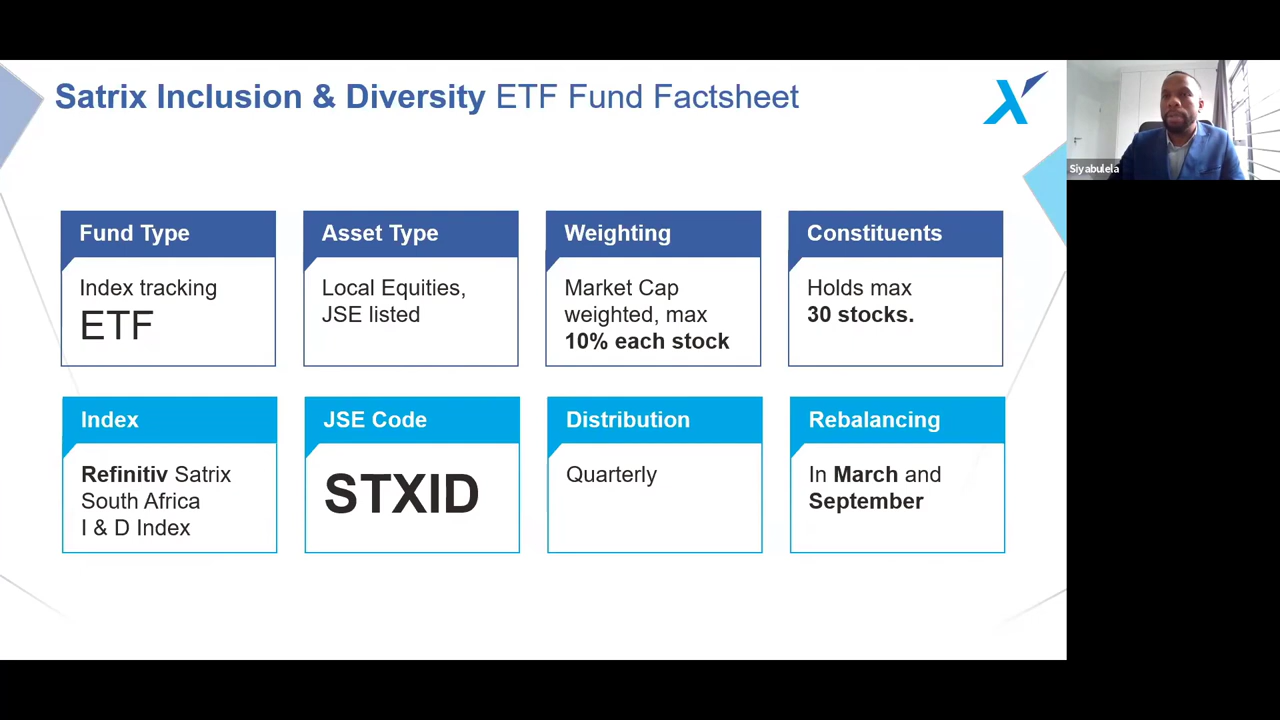 Satrix Inclusion & Diversity ETF Fund Factsheet
Siyabulela
Fund Type
Index tracking
ETF
Asset Type
Local Equities,
JSE listed
Weighting
Market Cap
weighted, max
10% each stock
Constituents
Holds max
30 stocks.
Index
Refinitiv Satrix
South Africa
I & D Index
JSE Code
STXID
Distribution
Quarterly
Rebalancing
In March and
September